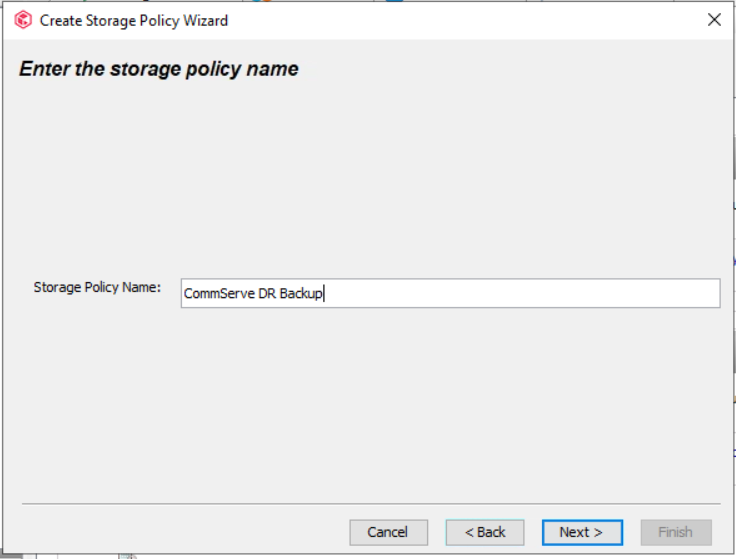 Create Storage Policy Wizard
Enter the storage policy name
Storage Policy Name: CommServe DR Backup
Cancel < Back Next > Finish